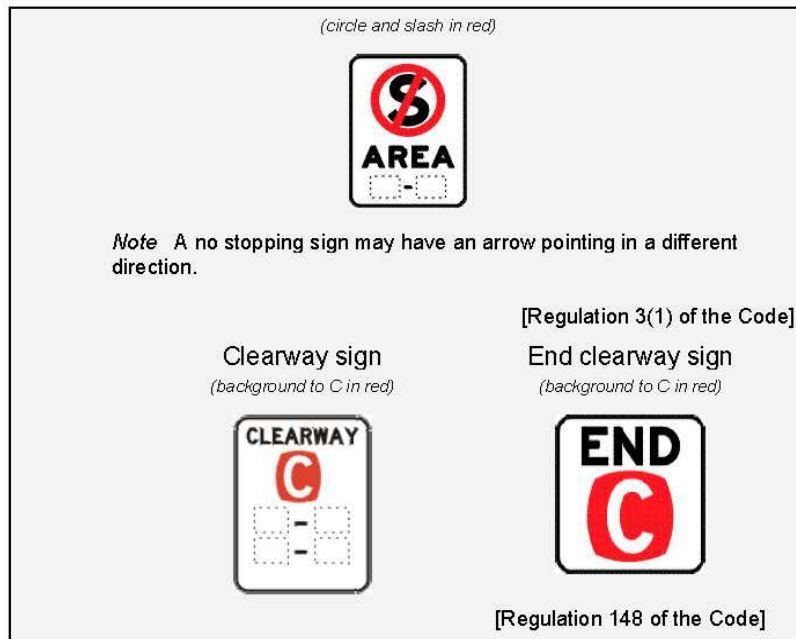 (circle and slash in red)
S
AREA
-
Note A no stopping sign may have an arrow pointing in a different
direction.
[Regulation 3(1) of the Code]
Clearway sign
End clearway sign
(background to C in red)
(background to C in red)
CLEARWAY
C
-
-
END
C
[Regulation 148 of the Code]